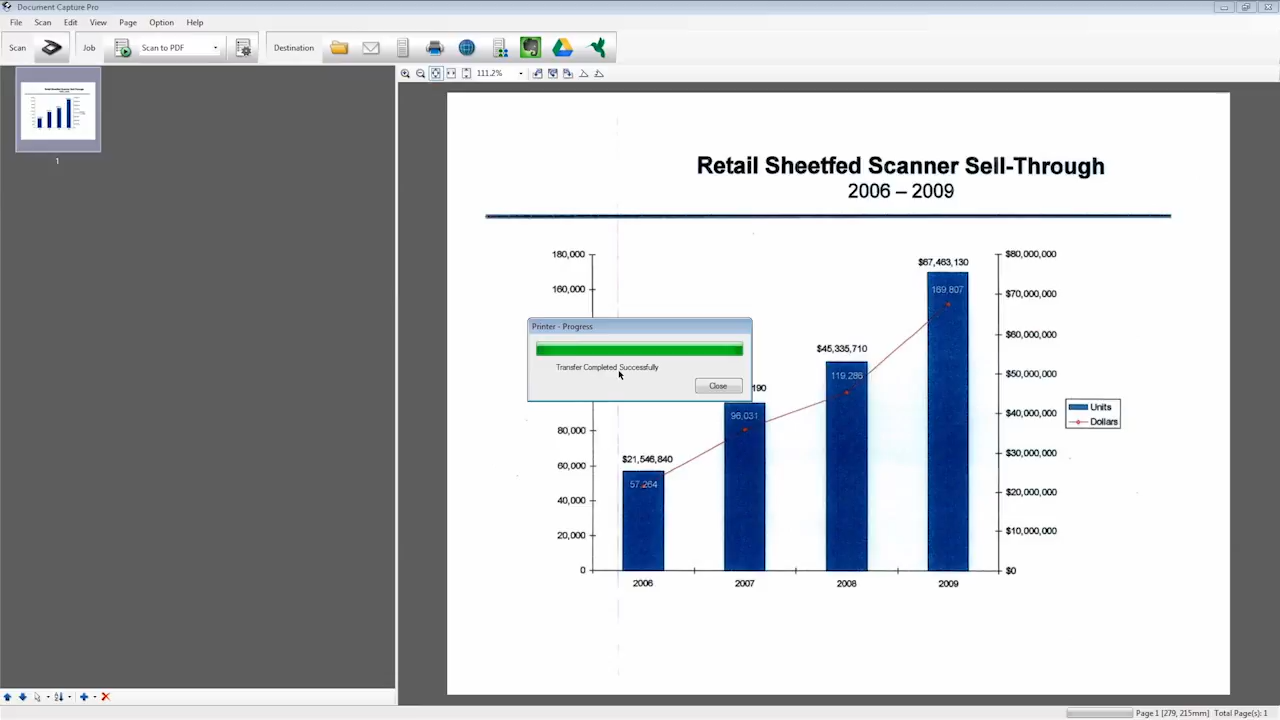 Document Capture Pro
File Scan Edit View Page Option Help
Scan Job Scan to PDF Destination
111.2%
1
Retail Sheetfed Scanner Sell-Through
2006 – 2009
180,000
160,000
80,000
60,000
40,000
20,000
0
$80,000,000
$70,000,000
$60,000,000
$50,000,000
$40,000,000
$30,000,000
$20,000,000
$10,000,000
$0
$67,463,130
169,807
$45,335,710
119,286
190
96,031
$21,546,840
57,264
2006 2007 2008 2009
Units
Dollars
Printer - Progress
Transfer Completed Successfully
Close
Page 1 [279, 215mm] Total Page(s): 1